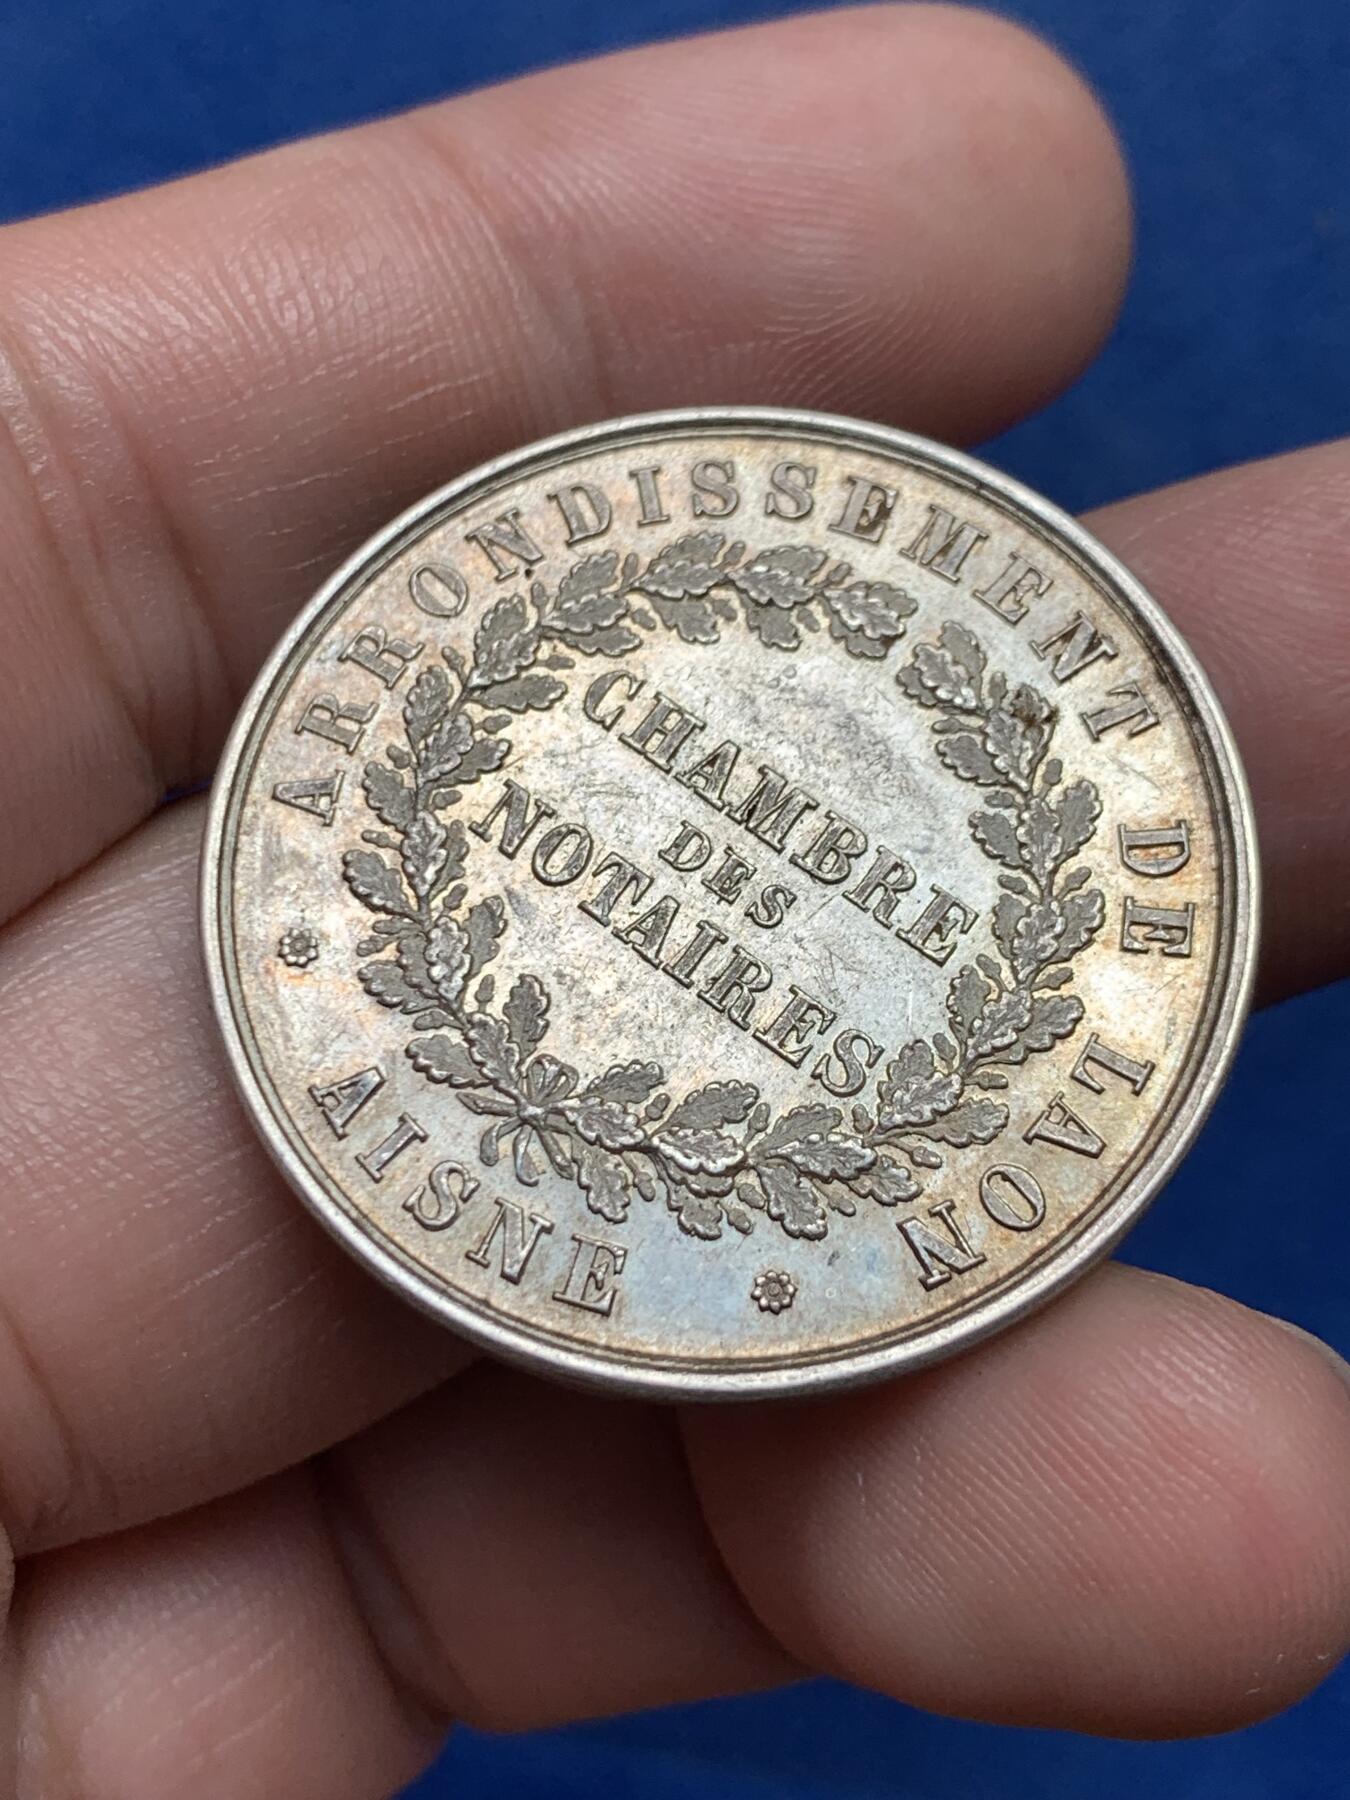 ARRONDISSEMENT DE LAON
CHAMBRE
DES
NOTAIRES
AISNE